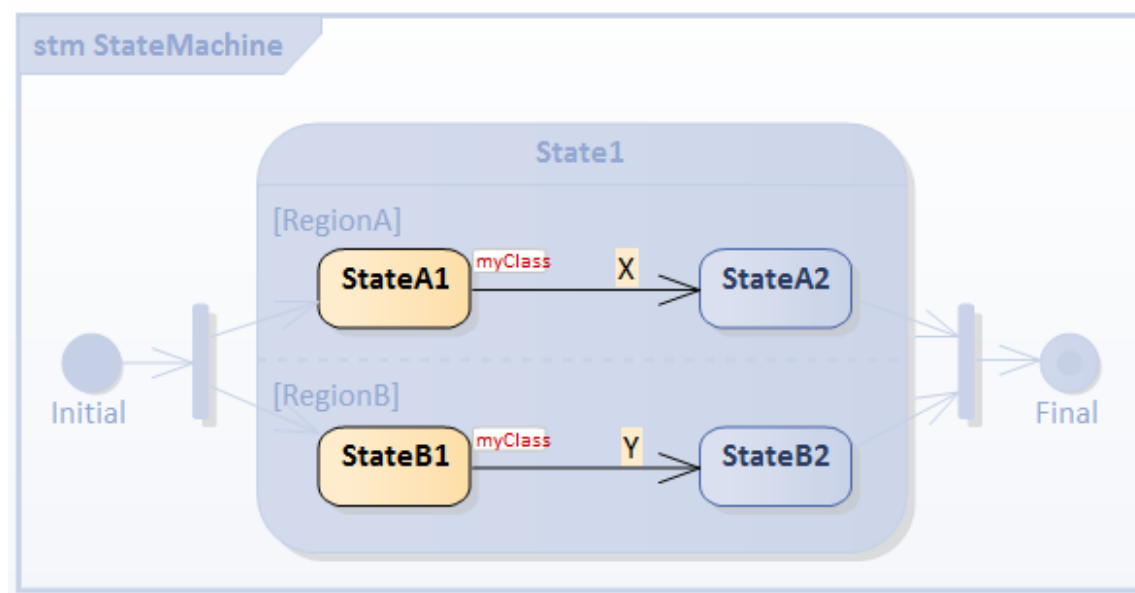 stm StateMachine
State1
[RegionA]
StateA1
myClass
X
StateA2
Initial
[RegionB]
StateB1
myClass
Y
StateB2
Final